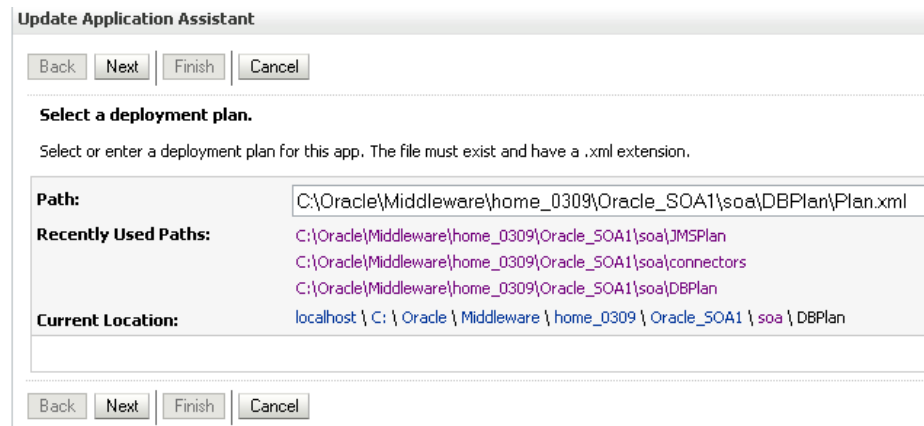 Update Application Assistant
Back Next Finish Cancel
Select a deployment plan.
Select or enter a deployment plan for this app. The file must exist and have a .xml extension.
Path: C:\Oracle\Middleware\home_0309\Oracle_SOA1\soa\DBPlan\Plan.xml
Recently Used Paths: C:\Oracle\Middleware\home_0309\Oracle_SOA1\soa\JMSPlan
C:\Oracle\Middleware\home_0309\Oracle_SOA1\soa\connectors
C:\Oracle\Middleware\home_0309\Oracle_SOA1\soa\DBPlan
Current Location: localhost \ C: \ Oracle \ Middleware \ home_0309 \ Oracle_SOA1 \ soa \ DBPlan
Back Next Finish Cancel